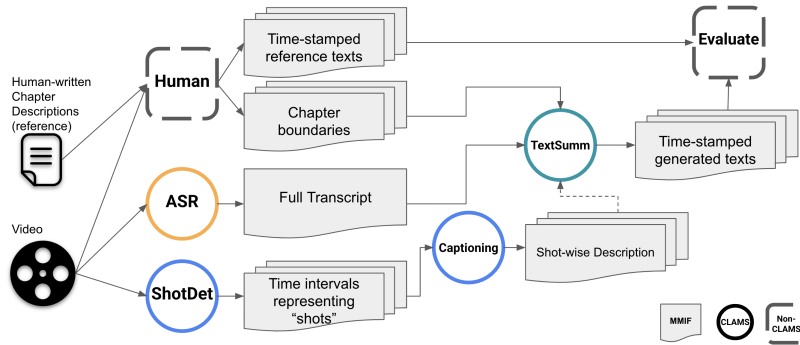 Human-written
Chapter
Descriptions
(reference)
Human
Time-stamped
reference texts
Evaluate
Chapter
boundaries
TextSumm
Time-stamped
generated texts
ASR
Full Transcript
Video
Captioning
Shot-wise Description
ShotDet
Time intervals
representing
“shots”
MMIF
CLAMS
Non-
CLAMS